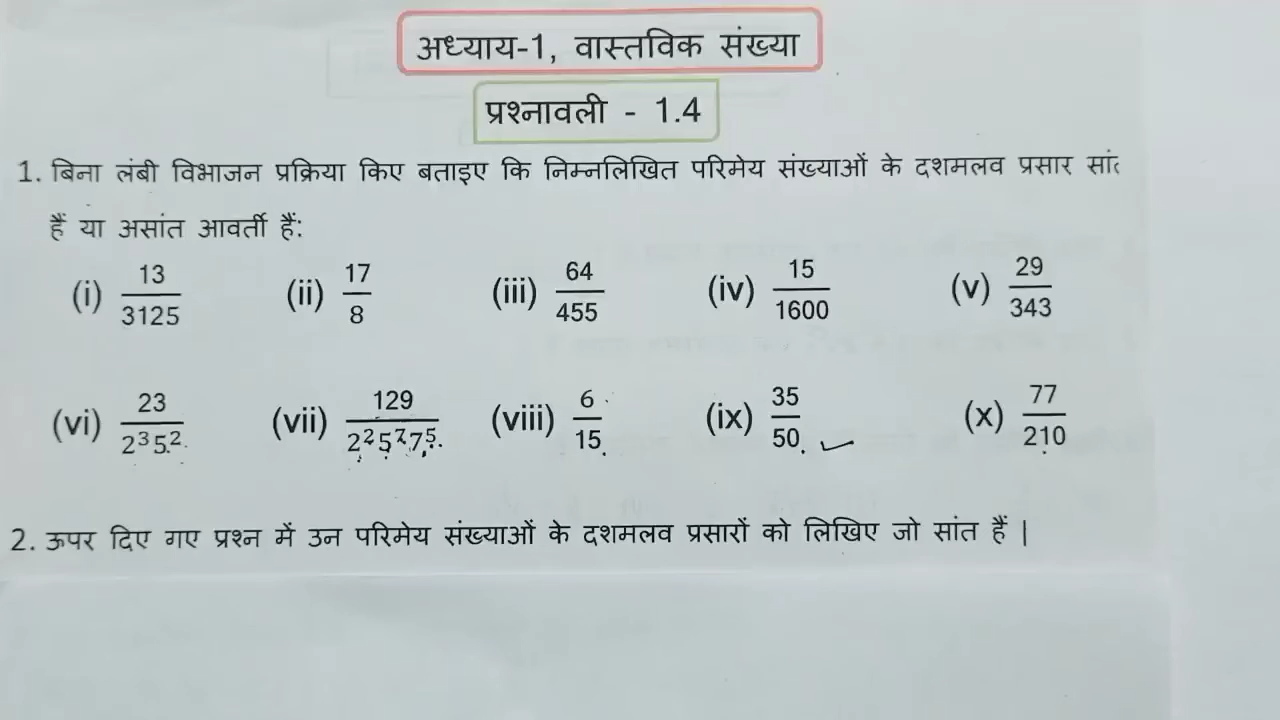 अध्याय-1, वास्तविक संख्या
प्रश्नावली - 1.4
1. बिना लंबी विभाजन प्रक्रिया किए बताइए कि निम्नलिखित परिमेय संख्याओं के दशमलव प्रसार
हैं या असांत आवर्ती हैं:
(i) 13/3125 (ii) 17/8 (iii) 64/455 (iv) 15/1600 (v) 29/343
(vi) 23/2³5² (vii) 129/2²5⁷7⁵ (viii) 6/15 (ix) 35/50 (x) 77/210
2. ऊपर दिए गए प्रश्न में उन परिमेय संख्याओं के दशमलव प्रसारों को लिखिए जो सांत हैं |